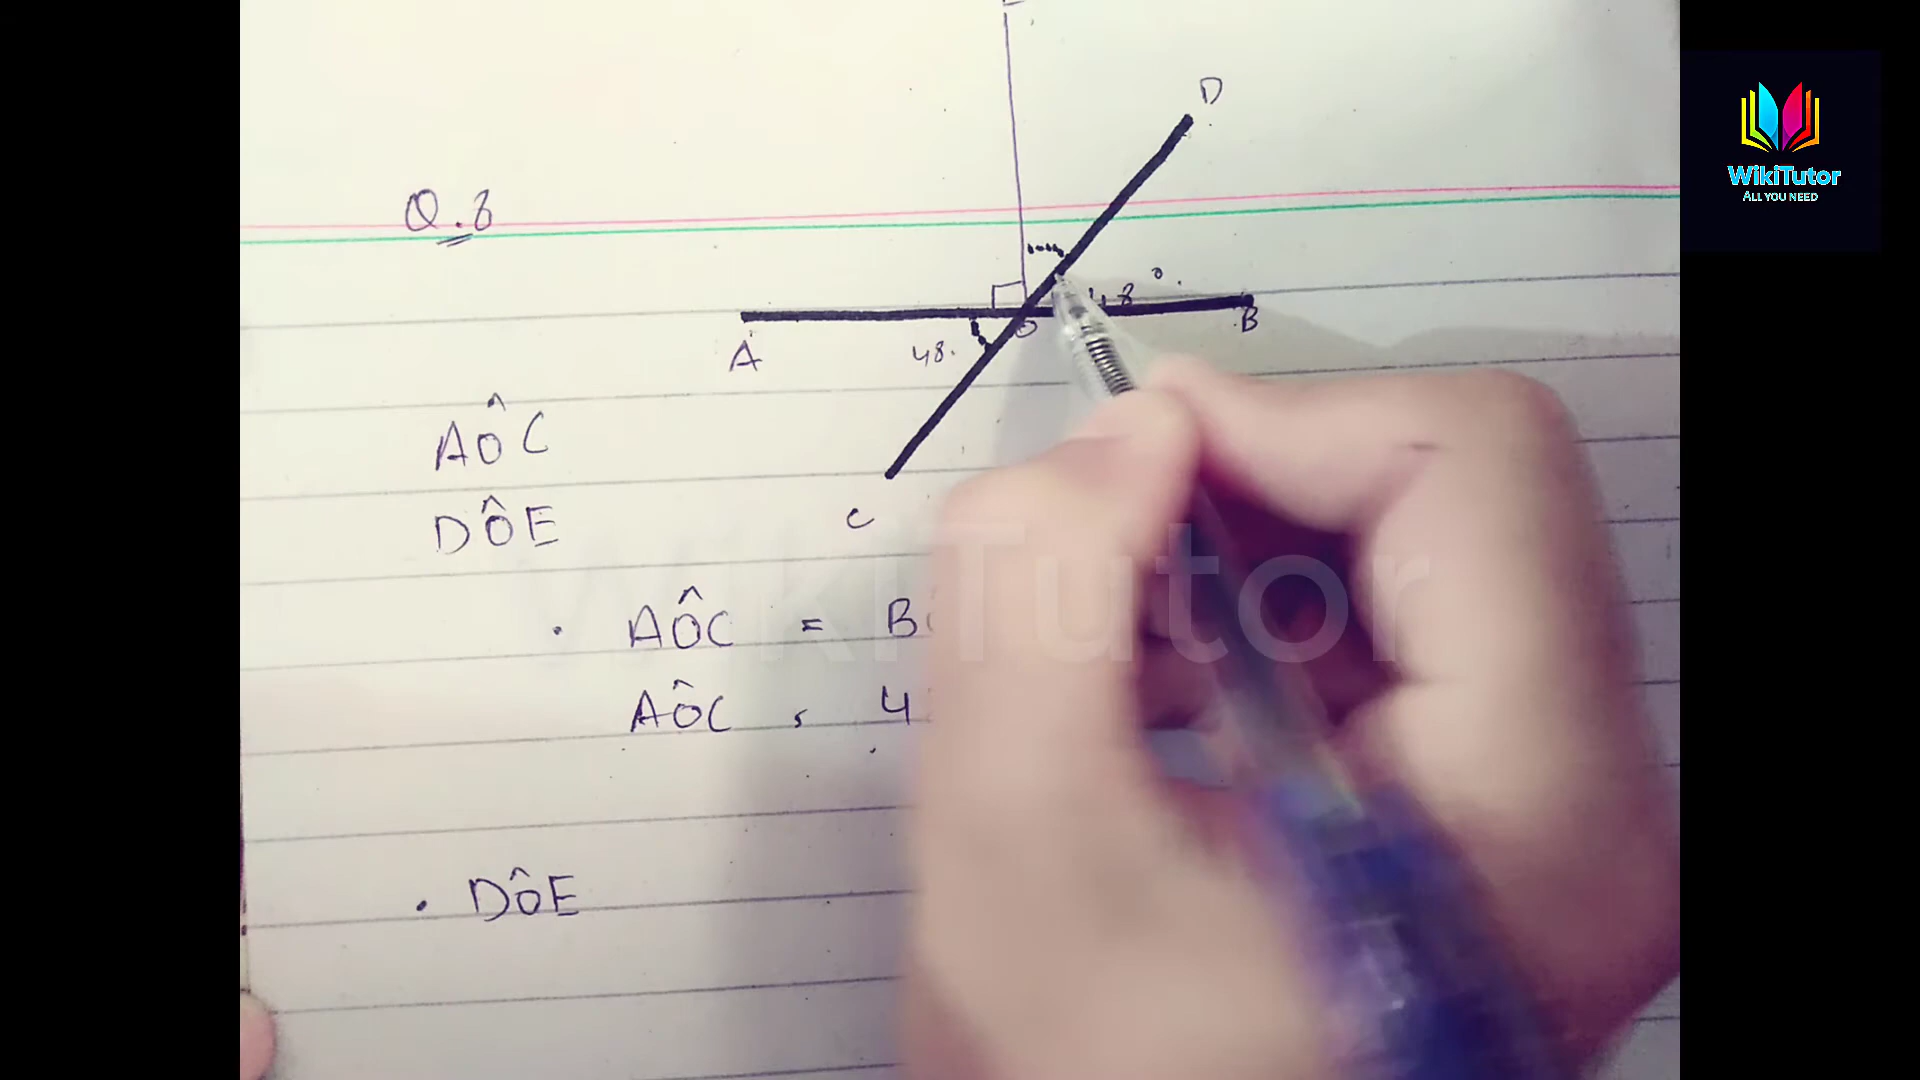 D
Q.8
48°.
B
O
A
48.
AÔC
C
DÔE
AÔC = B
AÔC , 4
. DÔE
WikiTutor
WikiTutor
ALL YOU NEED